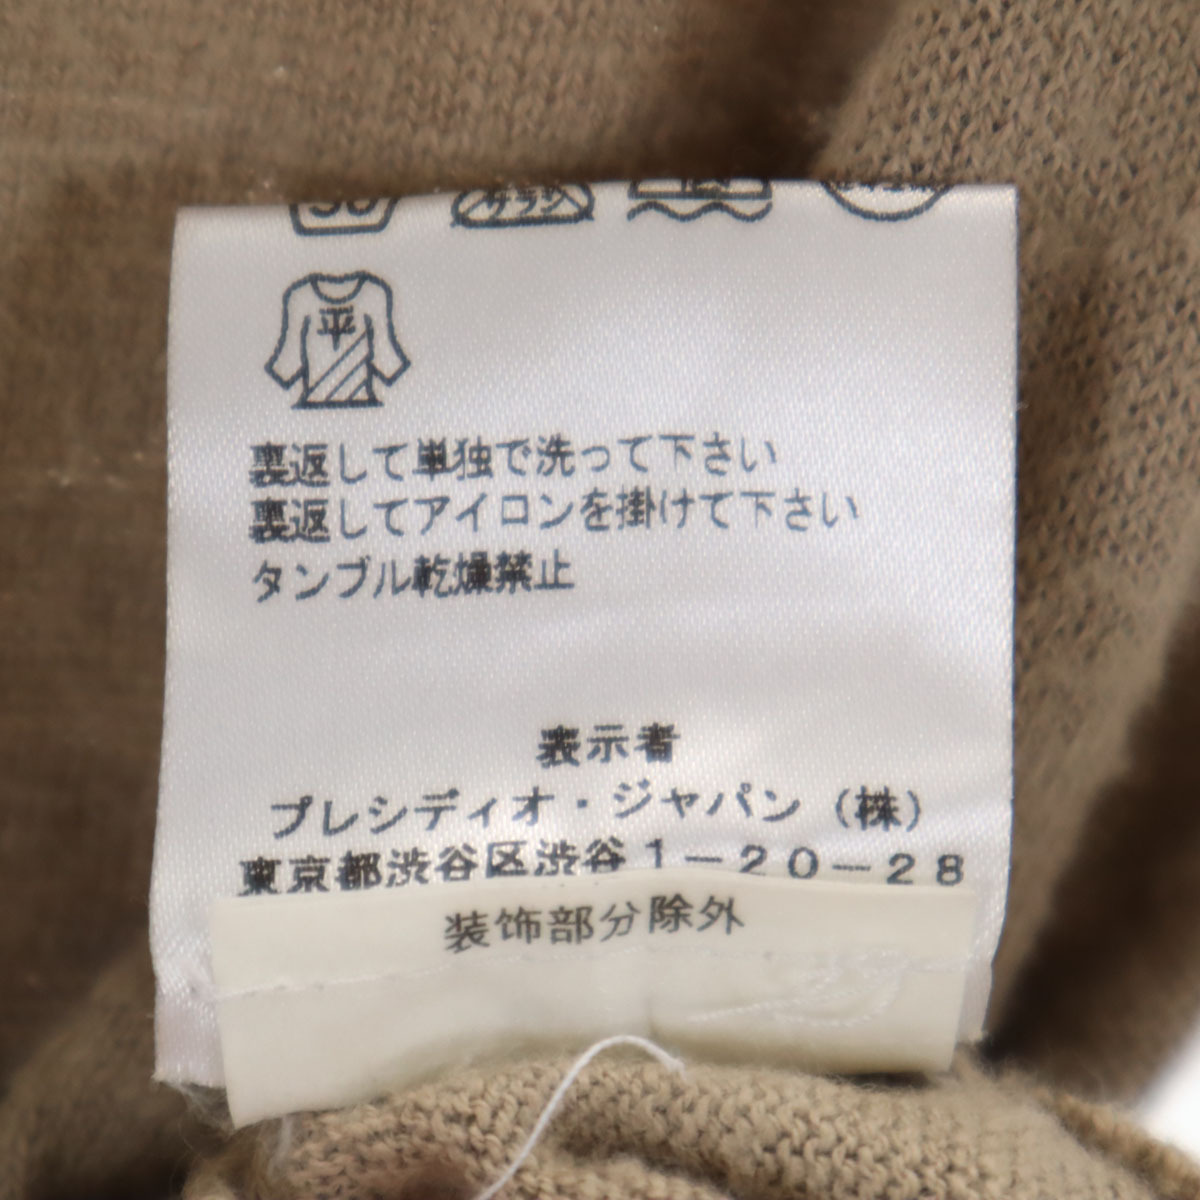 平
裏返して単独で洗って下さい
裏返してアイロンを掛けて下さい
タンブル乾燥禁止
表示者
プレシディオ・ジャパン（株）
東京都渋谷区渋谷１－２０－２８
装飾部分除外